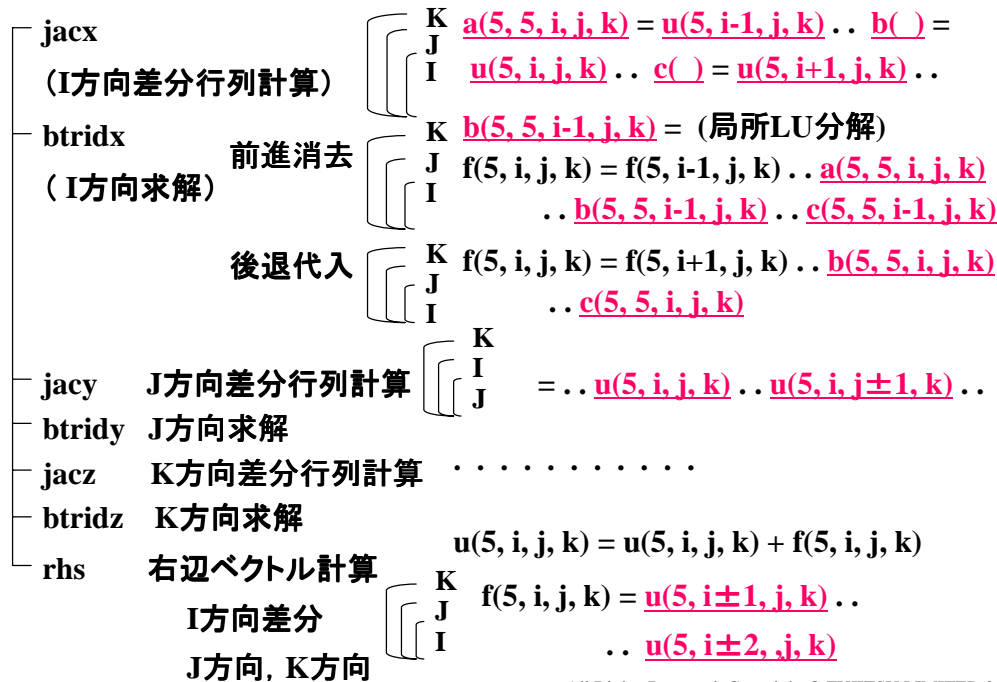 jacx K a(5, 5, i, j, k) = u(5, i-1, j, k) . . b( ) =
J
(I方向差分行列計算) I u(5, i, j, k) . . c( ) = u(5, i+1, j, k) . .
btridx 前進消去 K b(5, 5, i-1, j, k) = (局所LU分解)
( I方向求解) J f(5, i, j, k) = f(5, i-1, j, k) . . a(5, 5, i, j, k)
I . . b(5, 5, i-1, j, k) . . c(5, 5, i-1, j, k)
後退代入 K f(5, i, j, k) = f(5, i+1, j, k) . . b(5, 5, i, j, k)
J
I . . c(5, 5, i, j, k)
K
I
jacy J方向差分行列計算 J = . . u(5, i, j, k) . . u(5, i, j±1, k) . .
btridy J方向求解
jacz K方向差分行列計算 . . . . . . . . . . .
btridz K方向求解
u(5, i, j, k) = u(5, i, j, k) + f(5, i, j, k)
rhs 右辺ベクトル計算
K
I方向差分 J f(5, i, j, k) = u(5, i±1, j, k) . .
I . . u(5, i±2, ,j, k)
J方向, K方向